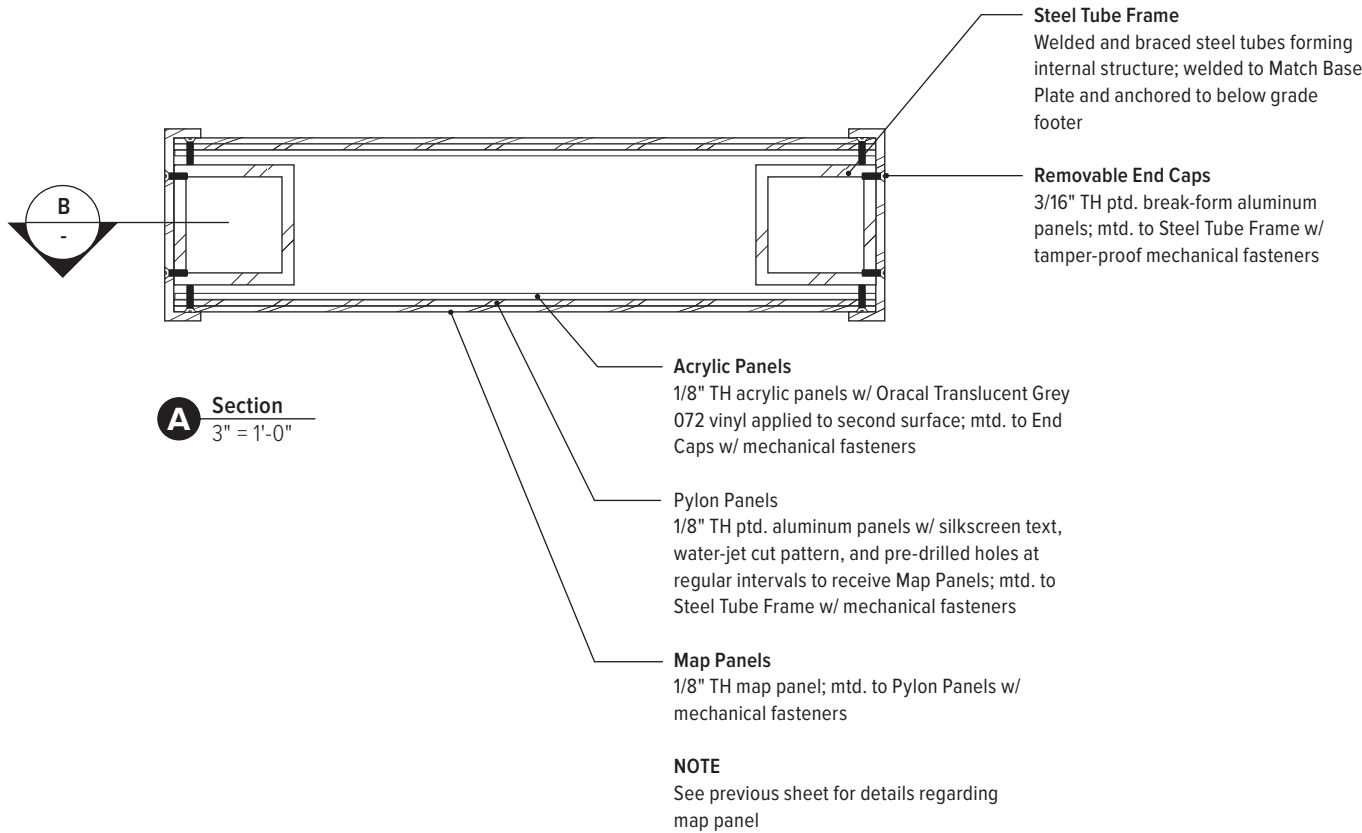 Steel Tube Frame
Welded and braced steel tubes forming
internal structure; welded to Match Base
Plate and anchored to below grade
footer
Removable End Caps
3/16" TH ptd. break-form aluminum
panels; mtd. to Steel Tube Frame w/
tamper-proof mechanical fasteners
B
-
A
Section
3" = 1'-0"
Acrylic Panels
1/8" TH acrylic panels w/ Oracal Translucent Grey
072 vinyl applied to second surface; mtd. to End
Caps w/ mechanical fasteners
Pylon Panels
1/8" TH ptd. aluminum panels w/ silkscreen text,
water-jet cut pattern, and pre-drilled holes at
regular intervals to receive Map Panels; mtd. to
Steel Tube Frame w/ mechanical fasteners
Map Panels
1/8" TH map panel; mtd. to Pylon Panels w/
mechanical fasteners
NOTE
See previous sheet for details regarding
map panel